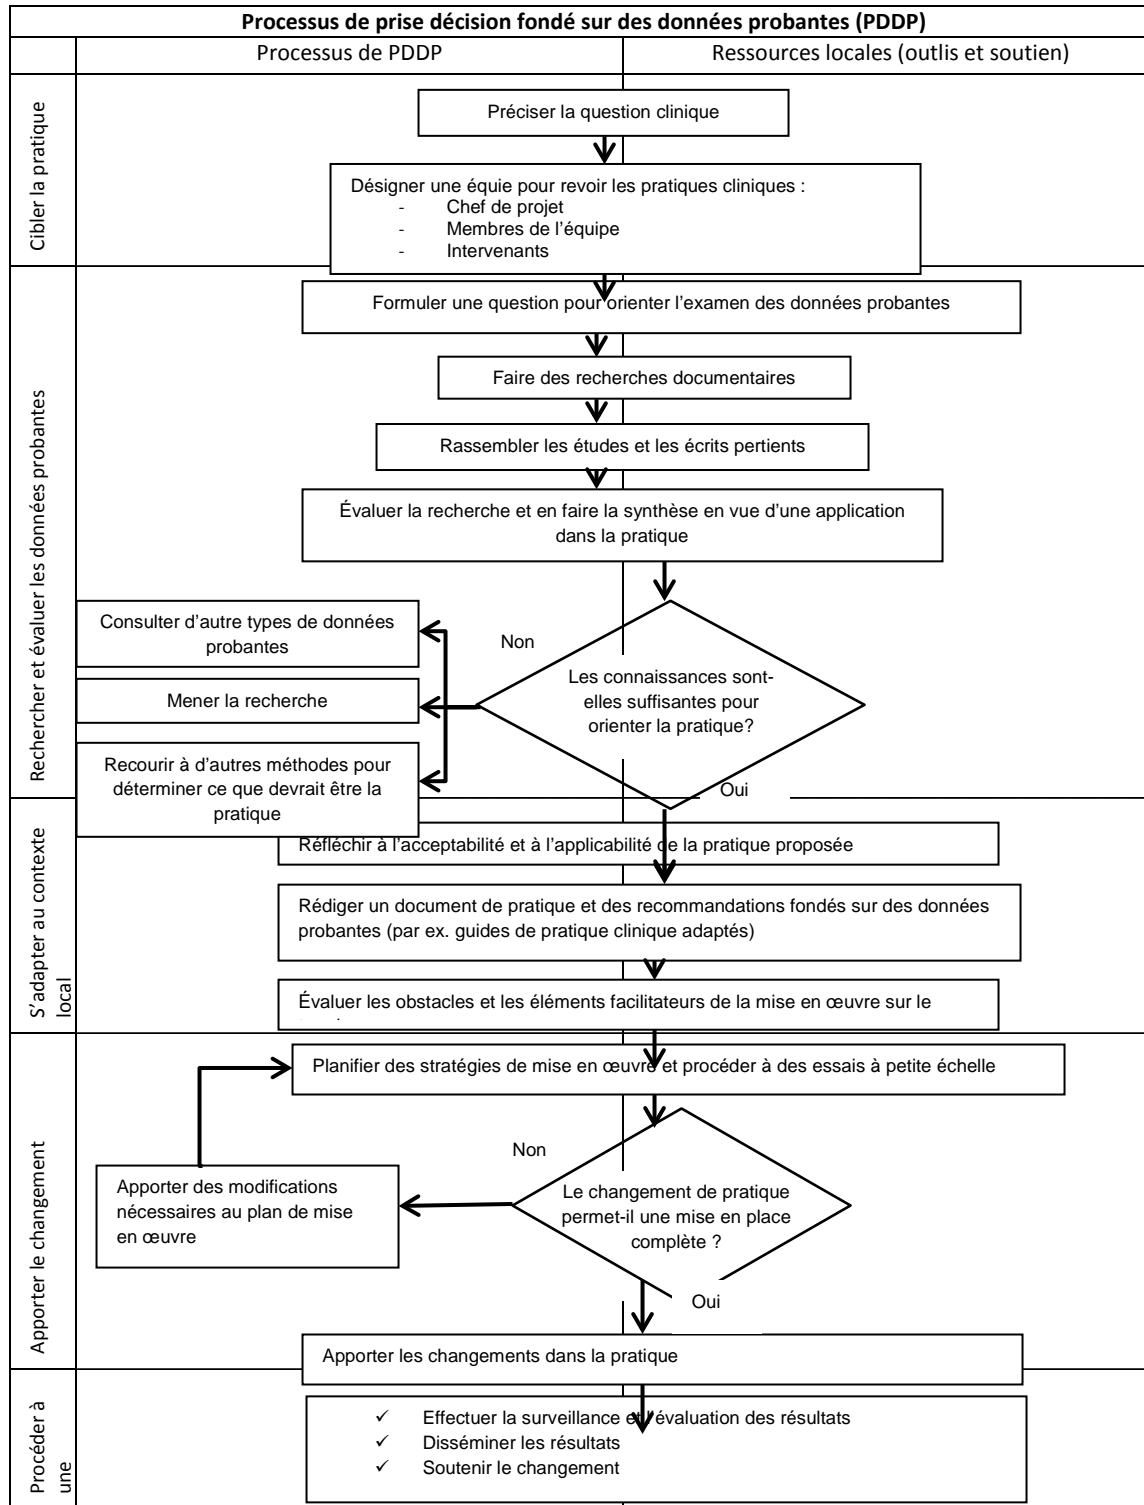 Processus de prise décision fondé sur des données probantes (PDDP)
Processus de PDDP
Ressources locales (outlis et soutien)
Cibler la pratique
Préciser la question clinique
Désigner une équie pour revoir les pratiques cliniques :
- Chef de projet
- Membres de l'équipe
- Intervenants
Rechercher et évaluer les données probantes
Formuler une question pour orienter l'examen des données probantes
Faire des recherches documentaires
Rassembler les études et les écrits pertients
Évaluer la recherche et en faire la synthèse en vue d'une application
dans la pratique
Consulter d'autre types de données
probantes
Non
Mener la recherche
Les connaissances sont-
elles suffisantes pour
orienter la pratique?
Recourir à d'autres méthodes pour
déterminer ce que devrait être la
pratique
Oui
S'adapter au contexte
local
Réfléchir à l'acceptabilité et à l'applicabilité de la pratique proposée
Rédiger un document de pratique et des recommandations fondés sur des données
probantes (par ex. guides de pratique clinique adaptés)
Évaluer les obstacles et les éléments facilitateurs de la mise en œuvre sur le
Apporter le changement
Planifier des stratégies de mise en œuvre et procéder à des essais à petite échelle
Non
Apporter des modifications
nécessaires au plan de mise
en œuvre
Le changement de pratique
permet-il une mise en place
complète ?
Oui
Apporter les changements dans la pratique
Procéder à
une
✓ Effectuer la surveillance et l'évaluation des résultats
✓ Disséminer les résultats
✓ Soutenir le changement